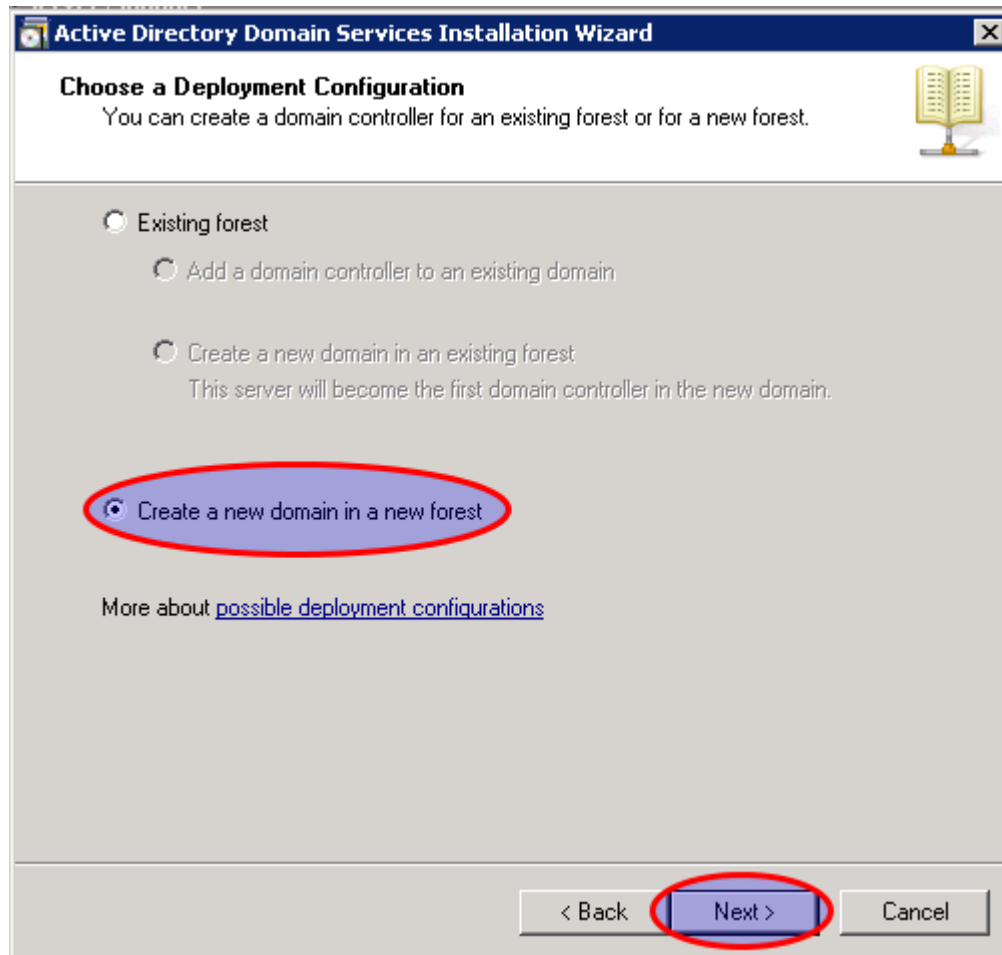 Active Directory Domain Services Installation Wizard
Choose a Deployment Configuration
You can create a domain controller for an existing forest or for a new forest.
Existing forest
Add a domain controller to an existing domain
Create a new domain in an existing forest
This server will become the first domain controller in the new domain.
Create a new domain in a new forest
More about possible deployment configurations
< Back
Next >
Cancel